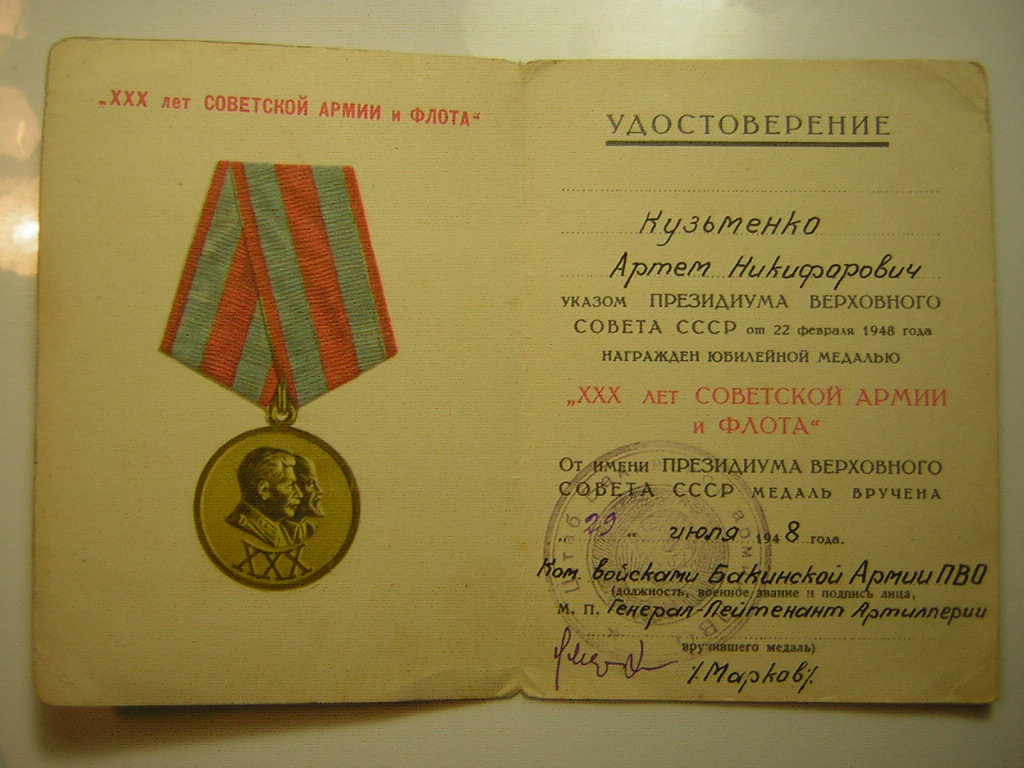 „XXX лет СОВЕТСКОЙ АРМИИ и ФЛОТА“
XXX
УДОСТОВЕРЕНИЕ
Кузьменко
Артем Никифорович
УКАЗОМ ПРЕЗИДИУМА ВЕРХОВНОГО
СОВЕТА СССР от 22 февраля 1948 года
НАГРАЖДЕН ЮБИЛЕЙНОЙ МЕДАЛЬЮ
„XXX ЛЕТ СОВЕТСКОЙ АРМИИ
И ФЛОТА“
От имени ПРЕЗИДИУМА ВЕРХОВНОГО
СОВЕТА СССР МЕДАЛЬ ВРУЧЕНА
„29“ июля 1948 года.
Ком. войсками Бакинской Армии ПВО
(должность, военное звание и подпись лица,
М. П. Генерал-Лейтенант Артиллерии
вручившего медаль)
/Марков/.